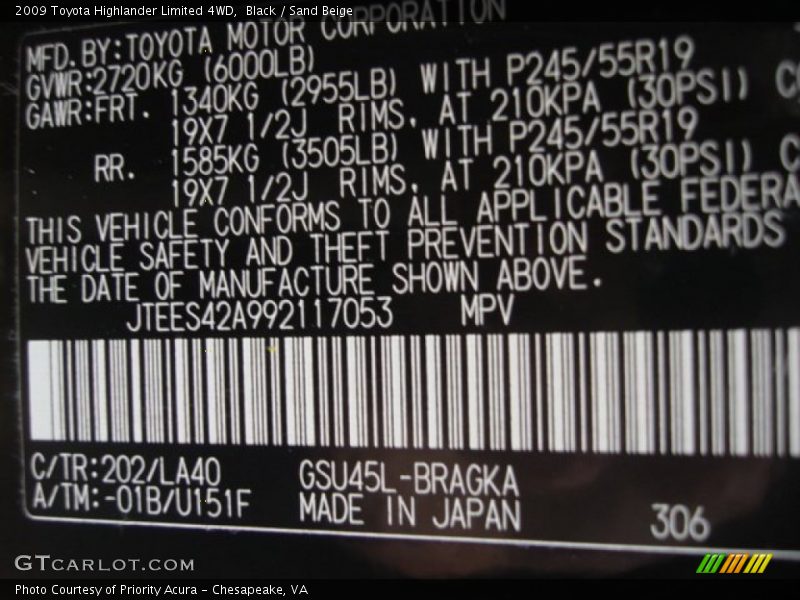 2009 Toyota Highlander Limited 4WD, Black / Sand Beige
MFD. BY:TOYOTA MOTOR CORPORATION
GVWR:2720KG (6000LB)
GAWR:FRT. 1340KG (2955LB) WITH P245/55R19
19X7 1/2J RIMS, AT 210KPA (30PSI)
RR. 1585KG (3505LB) WITH P245/55R19
19X7 1/2J RIMS, AT 210KPA (30PSI)
THIS VEHICLE CONFORMS TO ALL APPLICABLE FEDERA
VEHICLE SAFETY AND THEFT PREVENTION STANDARDS
THE DATE OF MANUFACTURE SHOWN ABOVE.
JTEES42A992117053 MPV
C/TR:202/LA40 GSU45L-BRAGKA
A/TM:-01B/U151F MADE IN JAPAN 306
GTCARLOT.COM
Photo Courtesy of Priority Acura - Chesapeake, VA